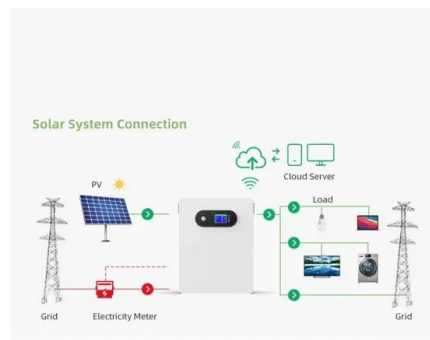 Solar System Connection
PV
Cloud Server
Load
Grid
Electricity Meter
Grid